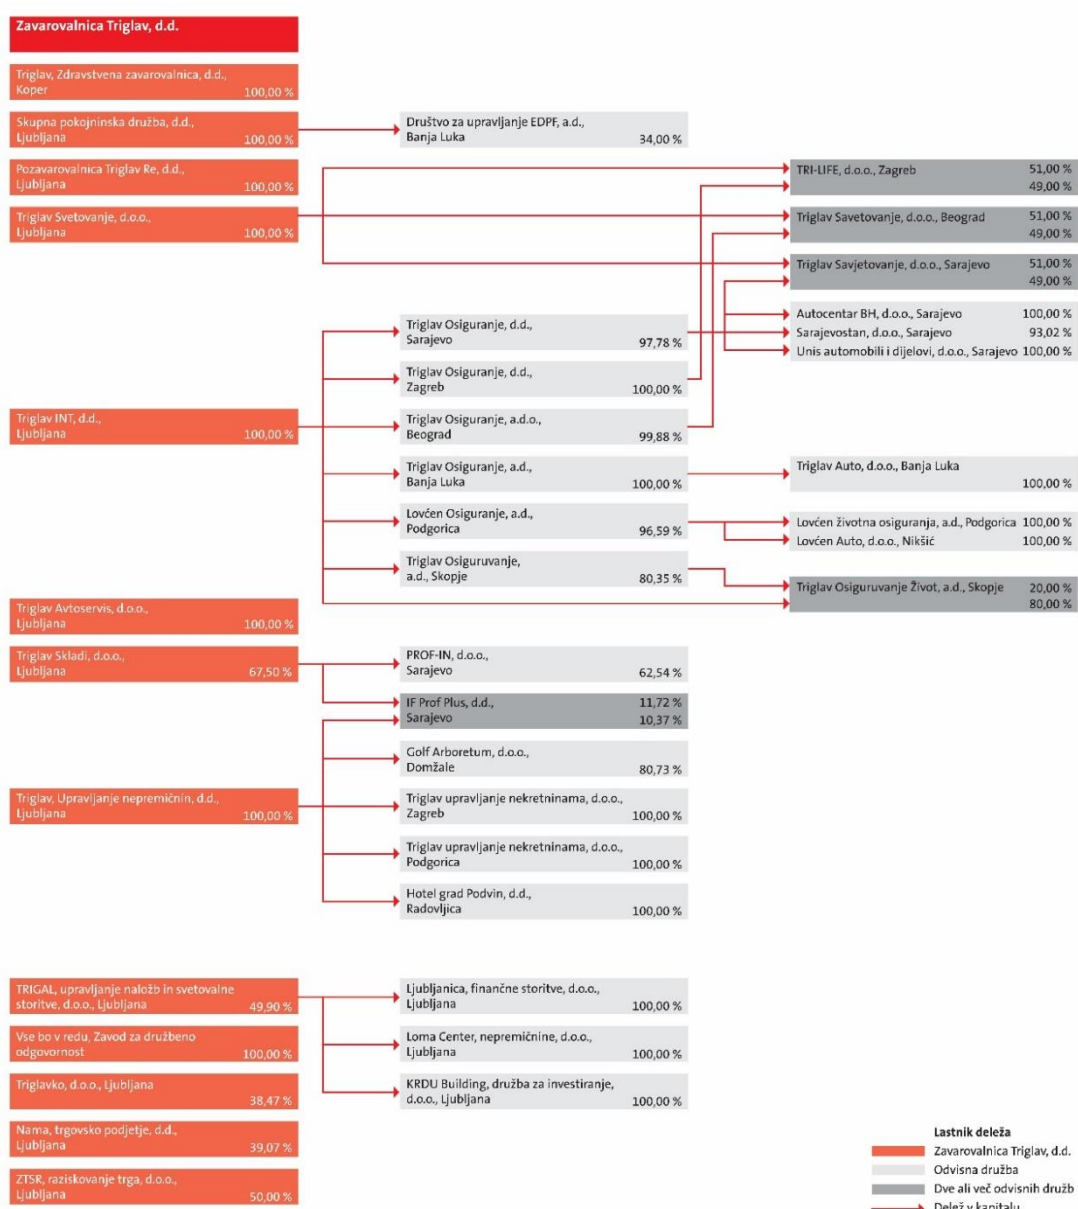 Zavarovalnica Triglav, d.d.
Triglav, Zdravstvena zavarovalnica, d.d.,
Koper 100,00 %
Skupna pokojninska družba, d.d.,
Ljubljana 100,00 %
Pozavarovalnica Triglav Re, d.d.,
Ljubljana 100,00 %
Triglav Svetovanje, d.o.o.,
Ljubljana 100,00 %
Triglav INT, d.d.,
Ljubljana 100,00 %
Triglav Avtoservis, d.o.o.,
Ljubljana 100,00 %
Triglav Skladi, d.o.o.,
Ljubljana 67,50 %
Triglav, Upravljanje nepremičnin, d.d.,
Ljubljana 100,00 %
TRIGAL, upravljanje naložb in svetovalne
storitve, d.o.o., Ljubljana 49,90 %
Vse bo v redu, Zavod za družbeno
odgovornost 100,00 %
Triglavko, d.o.o., Ljubljana
38,47 %
Nama, trgovsko podjetje, d.d.,
Ljubljana 39,07 %
ZTSR, raziskovanje trga, d.o.o.,
Ljubljana 50,00 %
Društvo za upravljanje EDPF, a.d.,
Banja Luka 34,00 %
Triglav Osiguranje, d.d.,
Sarajevo 97,78 %
Triglav Osiguranje, d.d.,
Zagreb 100,00 %
Triglav Osiguranje, a.d.o.,
Beograd 99,88 %
Triglav Osiguranje, a.d.,
Banja Luka 100,00 %
Lovćen Osiguranje, a.d.,
Podgorica 96,59 %
Triglav Osiguruvanje,
a.d., Skopje 80,35 %
PROF-IN, d.o.o.,
Sarajevo 62,54 %
IF Prof Plus, d.d., 11,72 %
Sarajevo 10,37 %
Golf Arboretum, d.o.o.,
Domžale 80,73 %
Triglav upravljanje nekretninama, d.o.o.,
Zagreb 100,00 %
Triglav upravljanje nekretninama, d.o.o.,
Podgorica 100,00 %
Hotel grad Podvin, d.d.,
Radovljica 100,00 %
Ljubljanica, finančne storitve, d.o.o.,
Ljubljana 100,00 %
Loma Center, nepremičnine, d.o.o.,
Ljubljana 100,00 %
KRDU Building, družba za investiranje,
d.o.o., Ljubljana 100,00 %
TRI-LIFE, d.o.o., Zagreb 51,00 %
49,00 %
Triglav Savetovanje, d.o.o., Beograd 51,00 %
49,00 %
Triglav Savjetovanje, d.o.o., Sarajevo 51,00 %
49,00 %
Autocentar BH, d.o.o., Sarajevo 100,00 %
Sarajevostan, d.o.o., Sarajevo 93,02 %
Unis automobili i dijelovi, d.o.o., Sarajevo 100,00 %
Triglav Auto, d.o.o., Banja Luka
100,00 %
Lovćen životna osiguranja, a.d., Podgorica 100,00 %
Lovćen Auto, d.o.o., Nikšić 100,00 %
Triglav Osiguruvanje Život, a.d., Skopje 20,00 %
80,00 %
Lastnik deleža
Zavarovalnica Triglav, d.d.
Odvisna družba
Dve ali več odvisnih družb
Delež v kapitalu